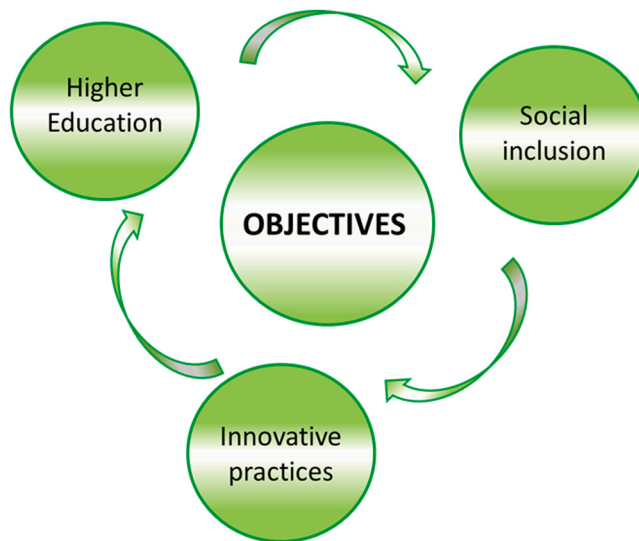 Higher
Education
Social
inclusion
OBJECTIVES
Innovative
practices